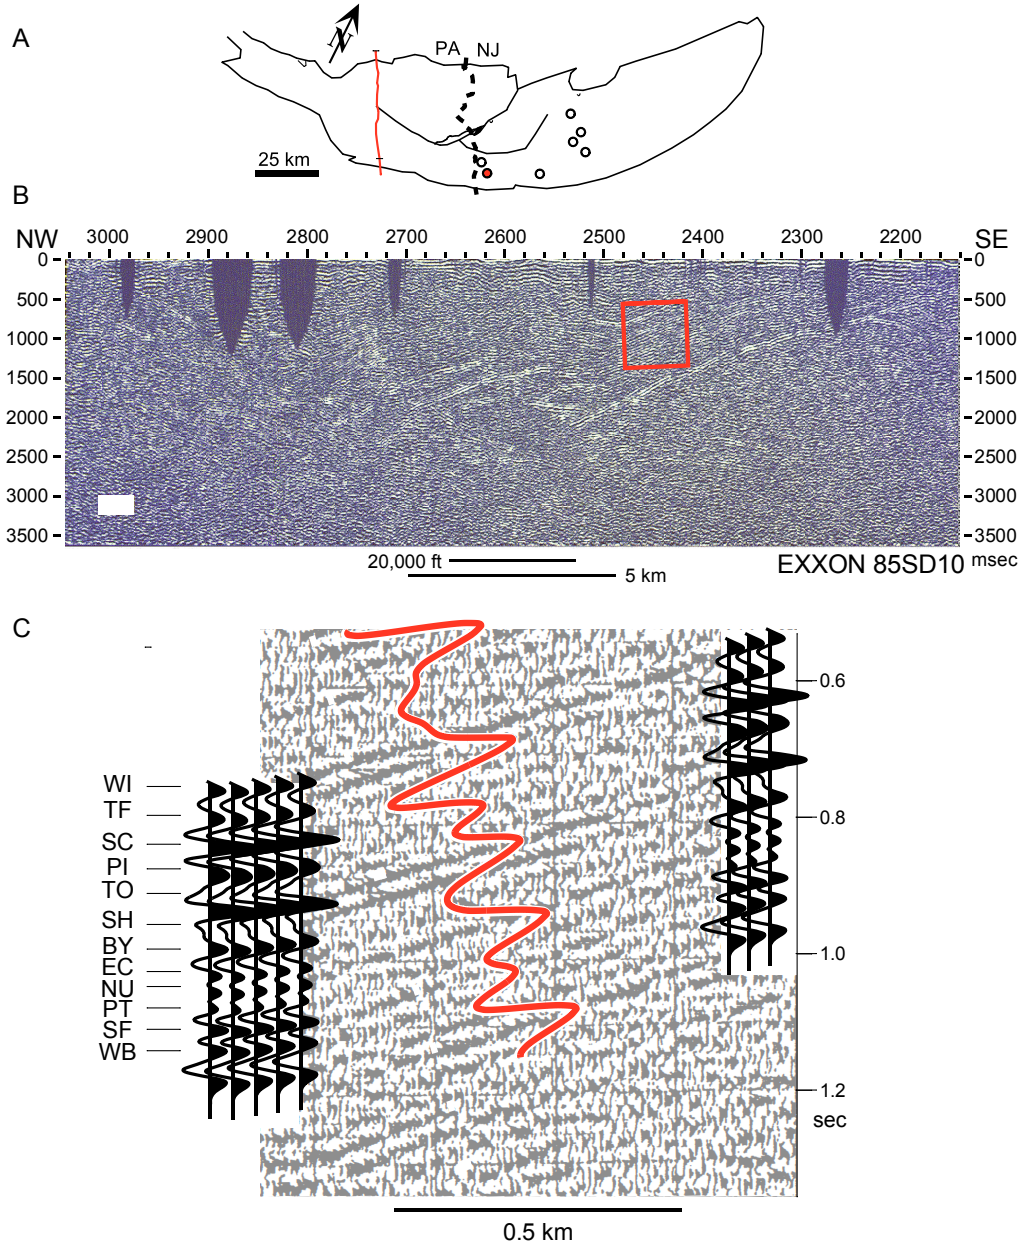 A
N
PA NJ
25 km
B
NW 3000 2900 2800 2700 2600 2500 2400 2300 2200 SE
0 0
500 500
1000 1000
1500 1500
2000 2000
2500 2500
3000 3000
3500 3500
20,000 ft EXXON 85SD10 msec
5 km
C
0.6
WI
TF
0.8
SC
PI
TO
SH
BY
1.0
EC
NU
PT
SF
WB
1.2
sec
0.5 km